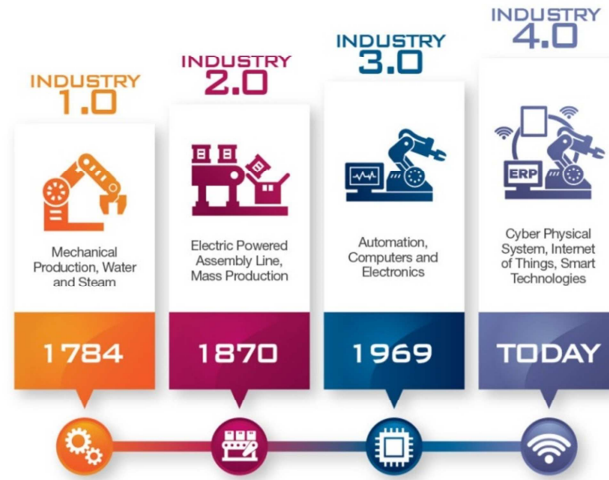 INDUSTRY
1.0
Mechanical
Production, Water
and Steam
1784
INDUSTRY
2.0
Electric Powered
Assembly Line,
Mass Production
1870
INDUSTRY
3.0
Automation,
Computers and
Electronics
1969
INDUSTRY
4.0
ERP
Cyber Physical
System, Internet
of Things, Smart
Technologies
TODAY